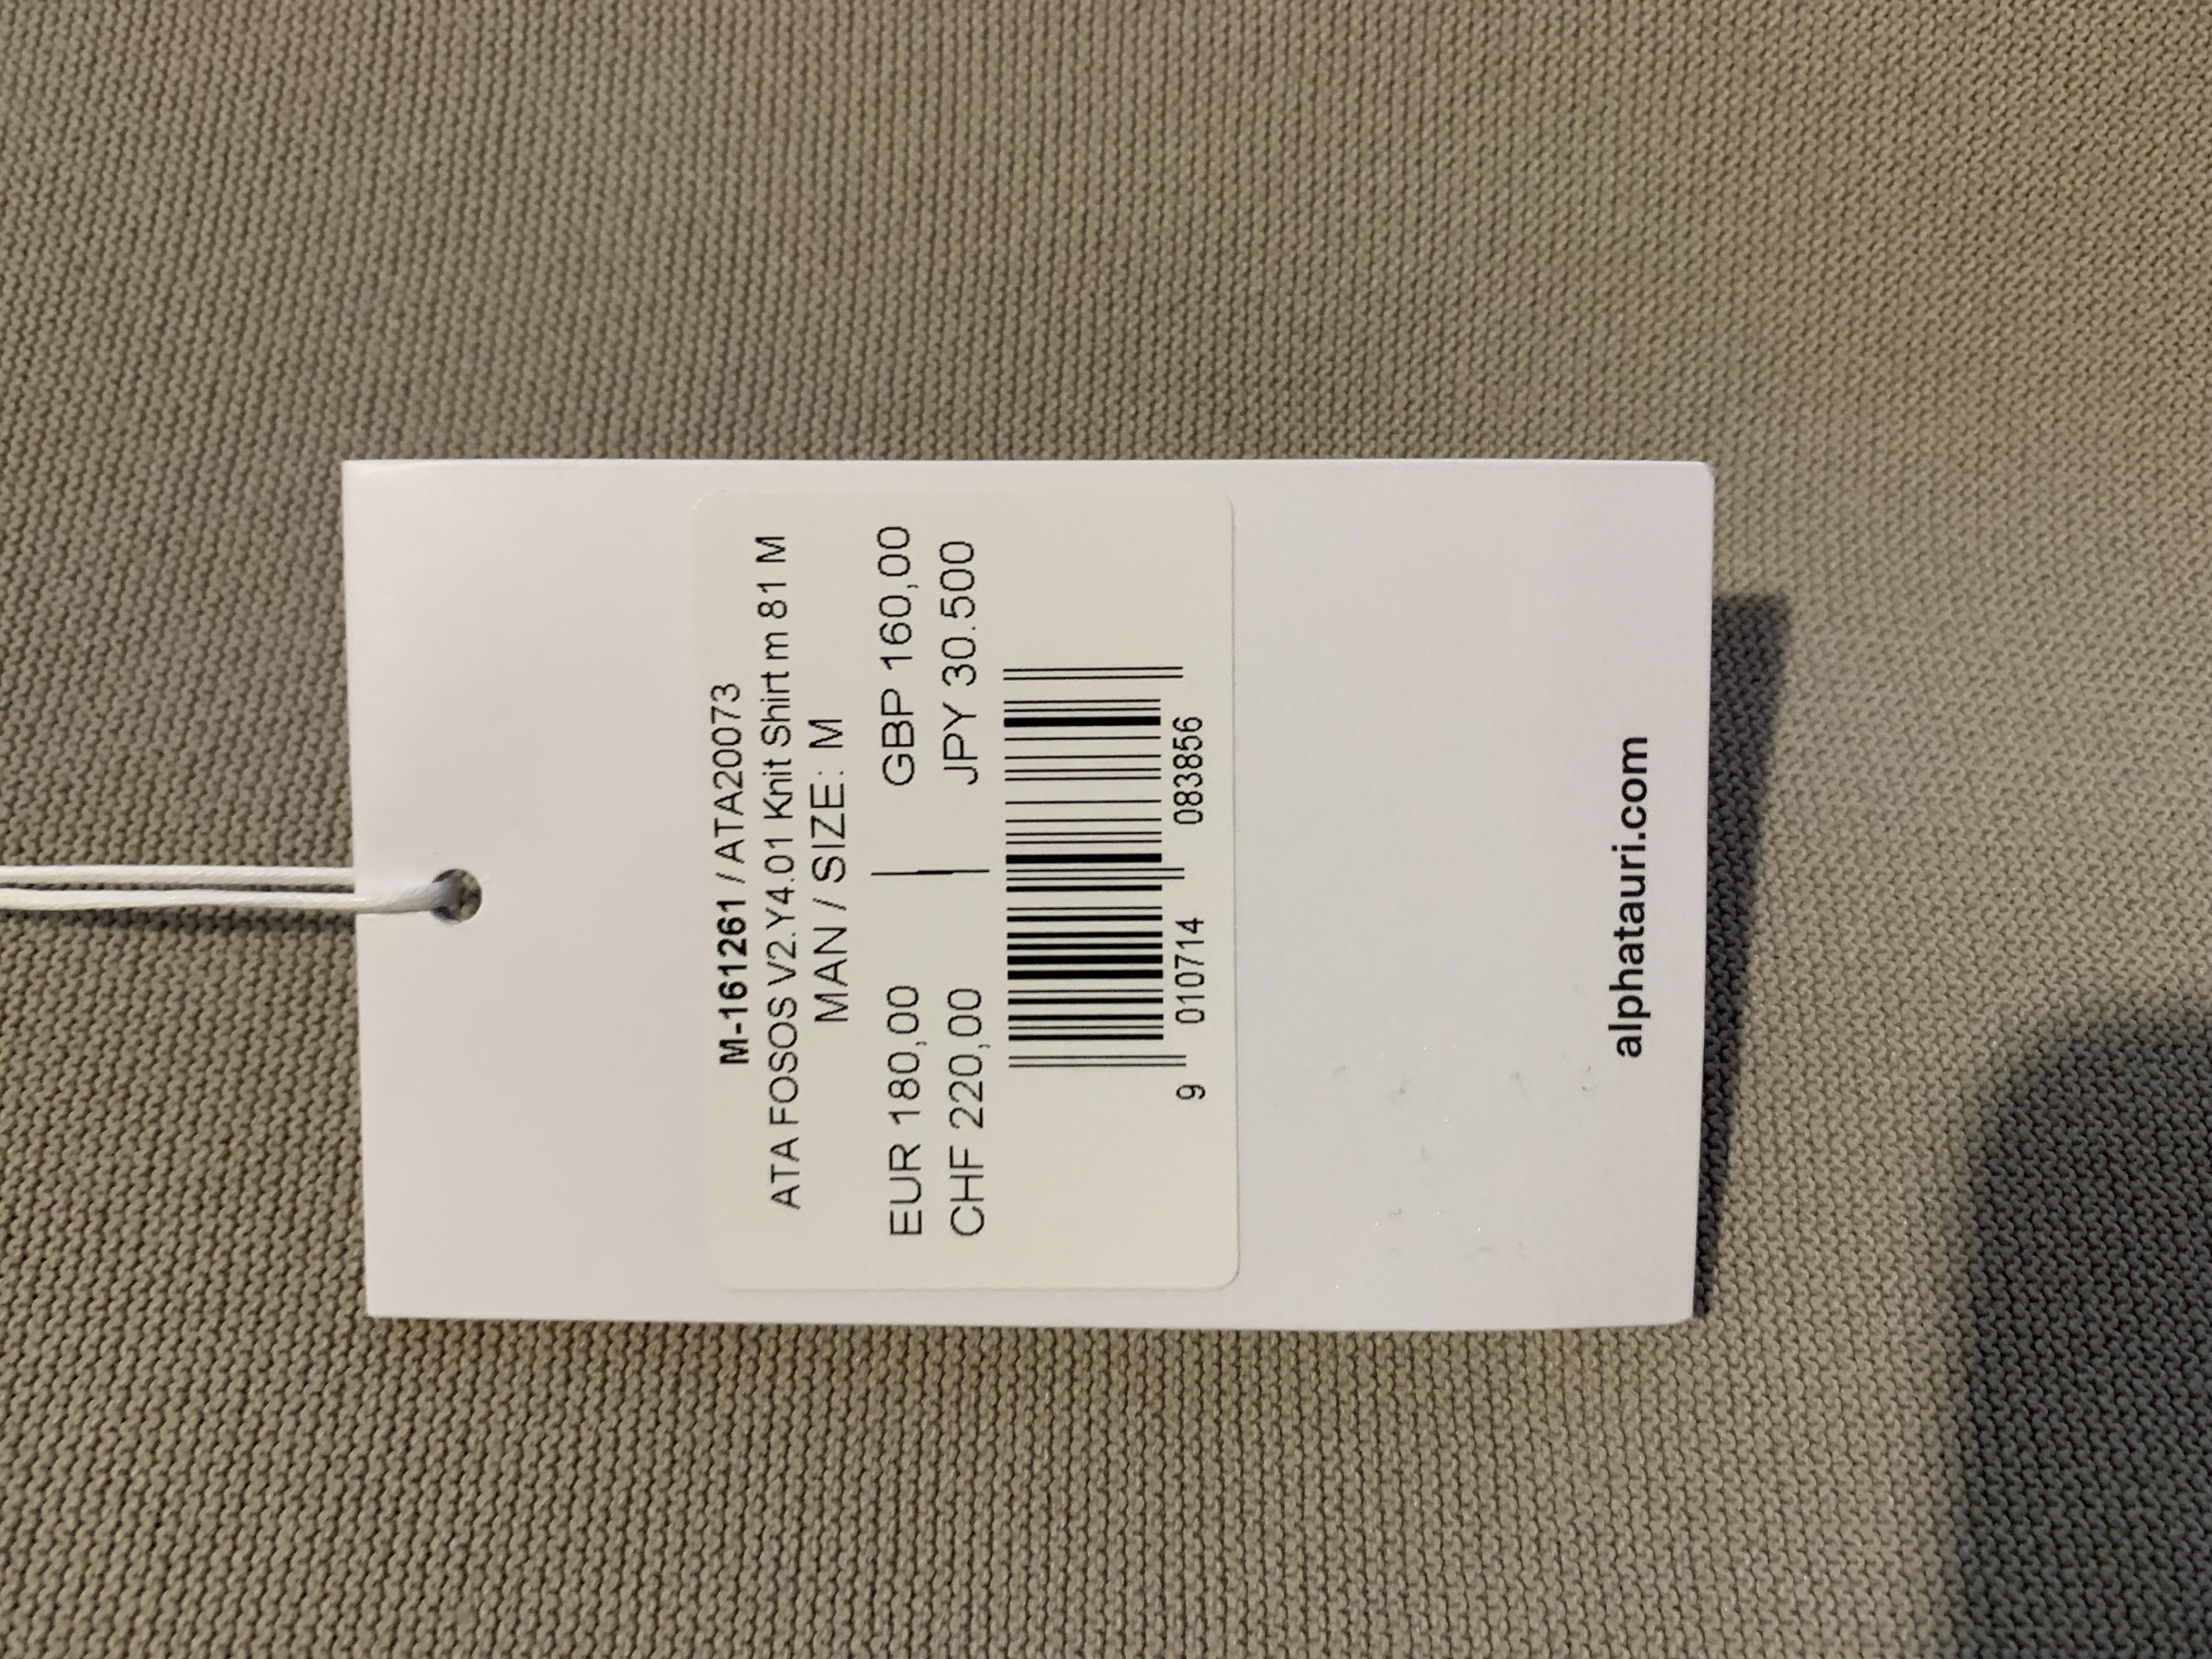 M-161261 / ATA20073
ATA FOSOS V2.Y4.01 Knit Shirt m 81 M
MAN / SIZE: M
EUR 180,00 | GBP 160,00
CHF 220,00 | JPY 30.500
9 010714 083856
alphatauri.com